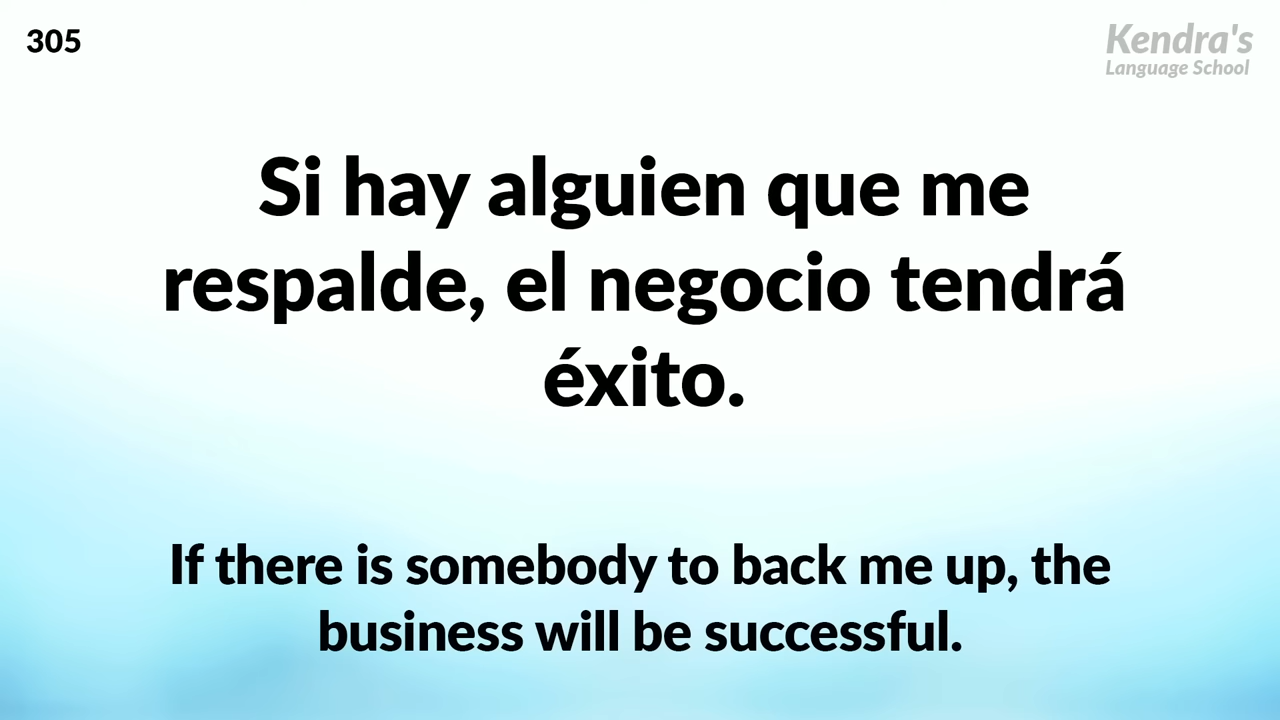 305
Kendra's
Language School
Si hay alguien que me
respalde, el negocio tendrá
éxito.
If there is somebody to back me up, the
business will be successful.